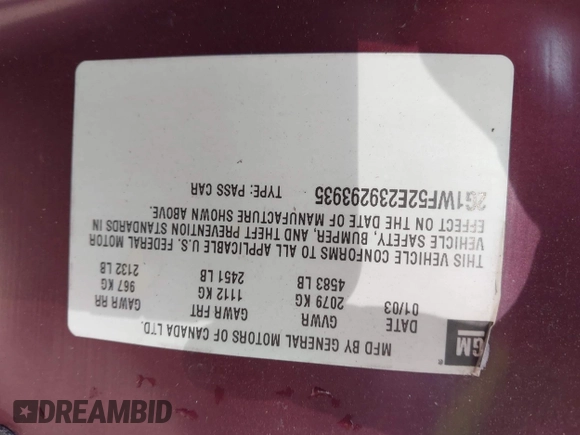 GM
MFD BY GENERAL MOTORS OF CANADA LTD.
DATE GVWR GAWR FRT GAWR RR
01/03 2079 KG 1112 KG 967 KG
4583 LB 2451 LB 2132 LB
THIS VEHICLE CONFORMS TO ALL APPLICABLE U.S. FEDERAL MOTOR
VEHICLE SAFETY, BUMPER, AND THEFT PREVENTION STANDARDS IN
EFFECT ON THE DATE OF MANUFACTURE SHOWN ABOVE.
2G1WF52E239293935 TYPE: PASS CAR
DREAMBID